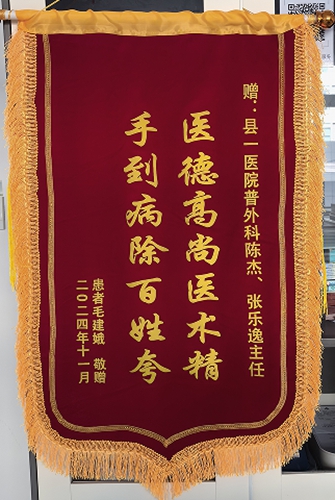 赠：县一医院普外科陈杰、张乐逸主任
医德高尚医术精
手到病除百姓夸
患者毛建娥 敬赠
二〇二四年十一月